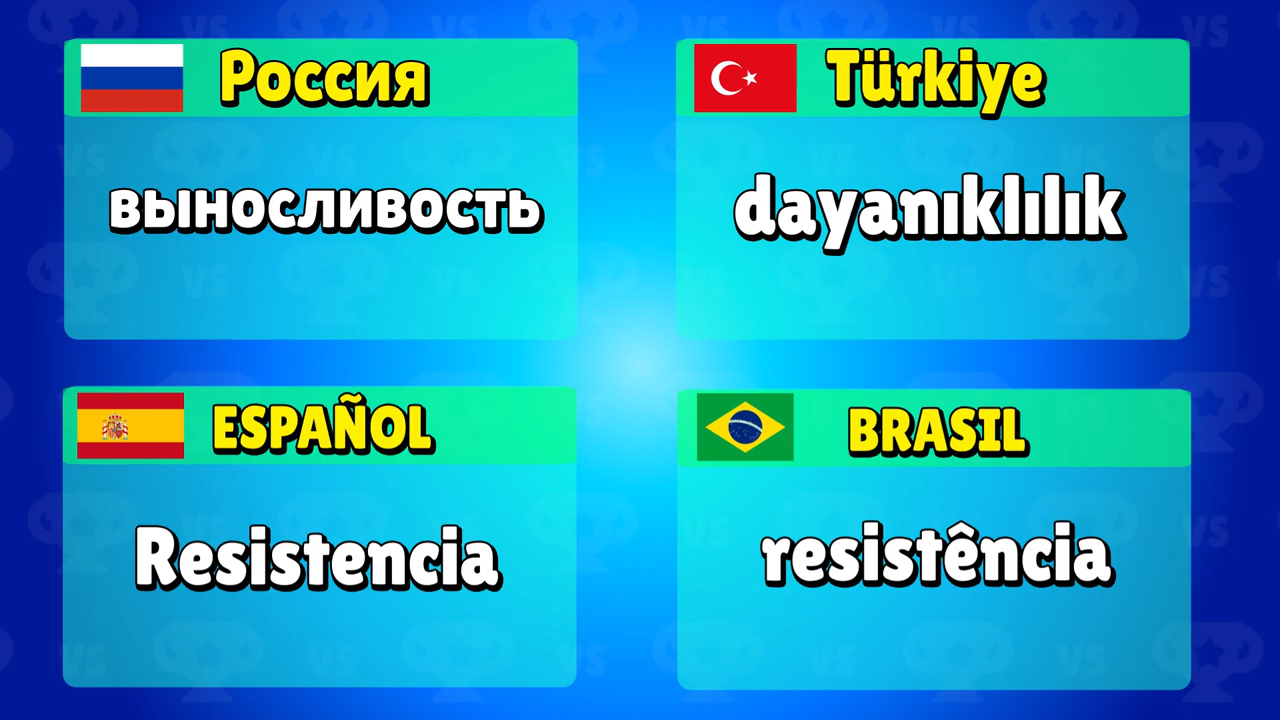 Россия
выносливость
Türkiye
dayanıklılık
ESPAÑOL
Resistencia
BRASIL
resistência